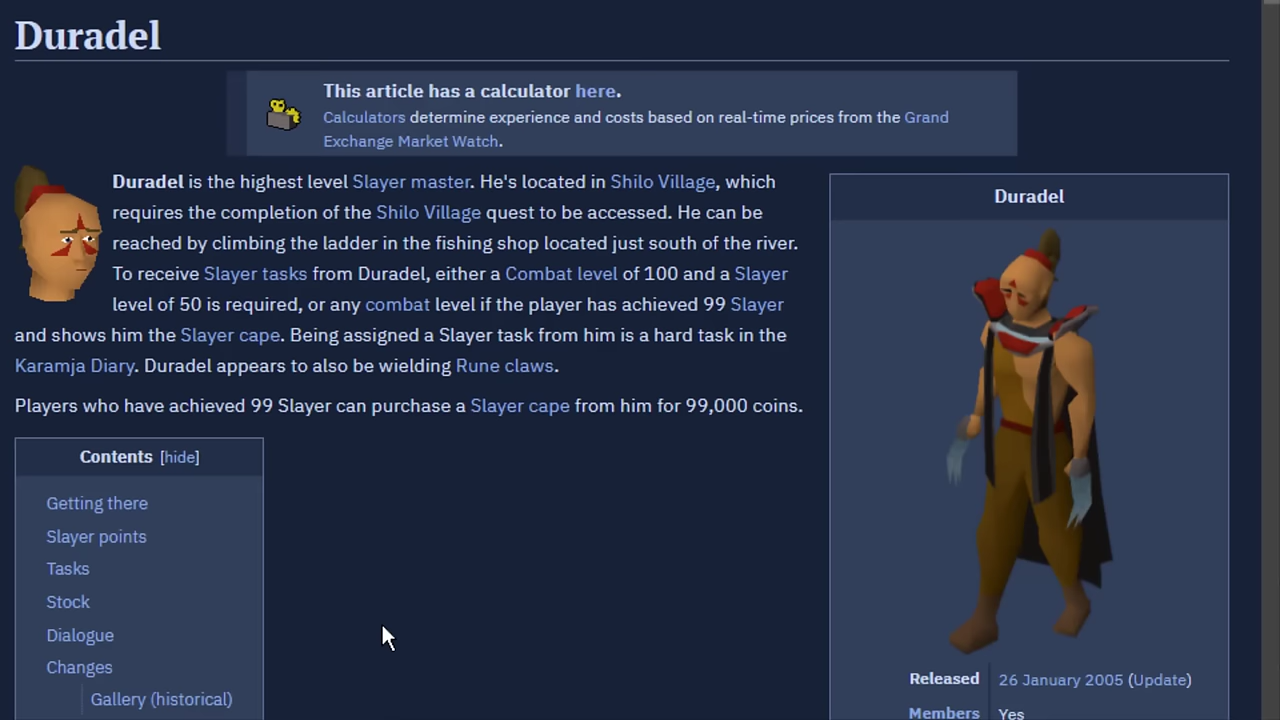 Duradel
This article has a calculator here.
Calculators determine experience and costs based on real-time prices from the Grand
Exchange Market Watch.
Duradel is the highest level Slayer master. He's located in Shilo Village, which
requires the completion of the Shilo Village quest to be accessed. He can be
reached by climbing the ladder in the fishing shop located just south of the river.
To receive Slayer tasks from Duradel, either a Combat level of 100 and a Slayer
level of 50 is required, or any combat level if the player has achieved 99 Slayer
and shows him the Slayer cape. Being assigned a Slayer task from him is a hard task in the
Karamja Diary. Duradel appears to also be wielding Rune claws.
Players who have achieved 99 Slayer can purchase a Slayer cape from him for 99,000 coins.
Contents [hide]
Getting there
Slayer points
Tasks
Stock
Dialogue
Changes
Gallery (historical)
Duradel
Released 26 January 2005 (Update)
Members Yes